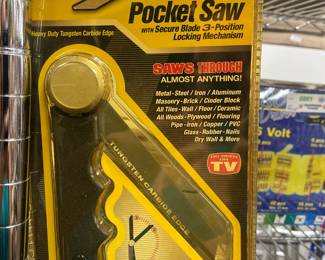 Pocket Saw
Heavy Duty Tungsten Carbide Edge
WITH Secure Blade 3-Position
Locking Mechanism
SAWS THROUGH
ALMOST ANYTHING!
Metal-Steel / Iron / Aluminum
Masonry-Brick / Cinder Block
All Tiles-Wall / Floor / Ceramic
All Woods-Plywood / Flooring
Pipe-Iron / Copper / PVC
Glass-Rubber-Nails
Dry Wall & More
TUNGSTEN CARBIDE EDGE
AS SEEN ON
TV
Volt